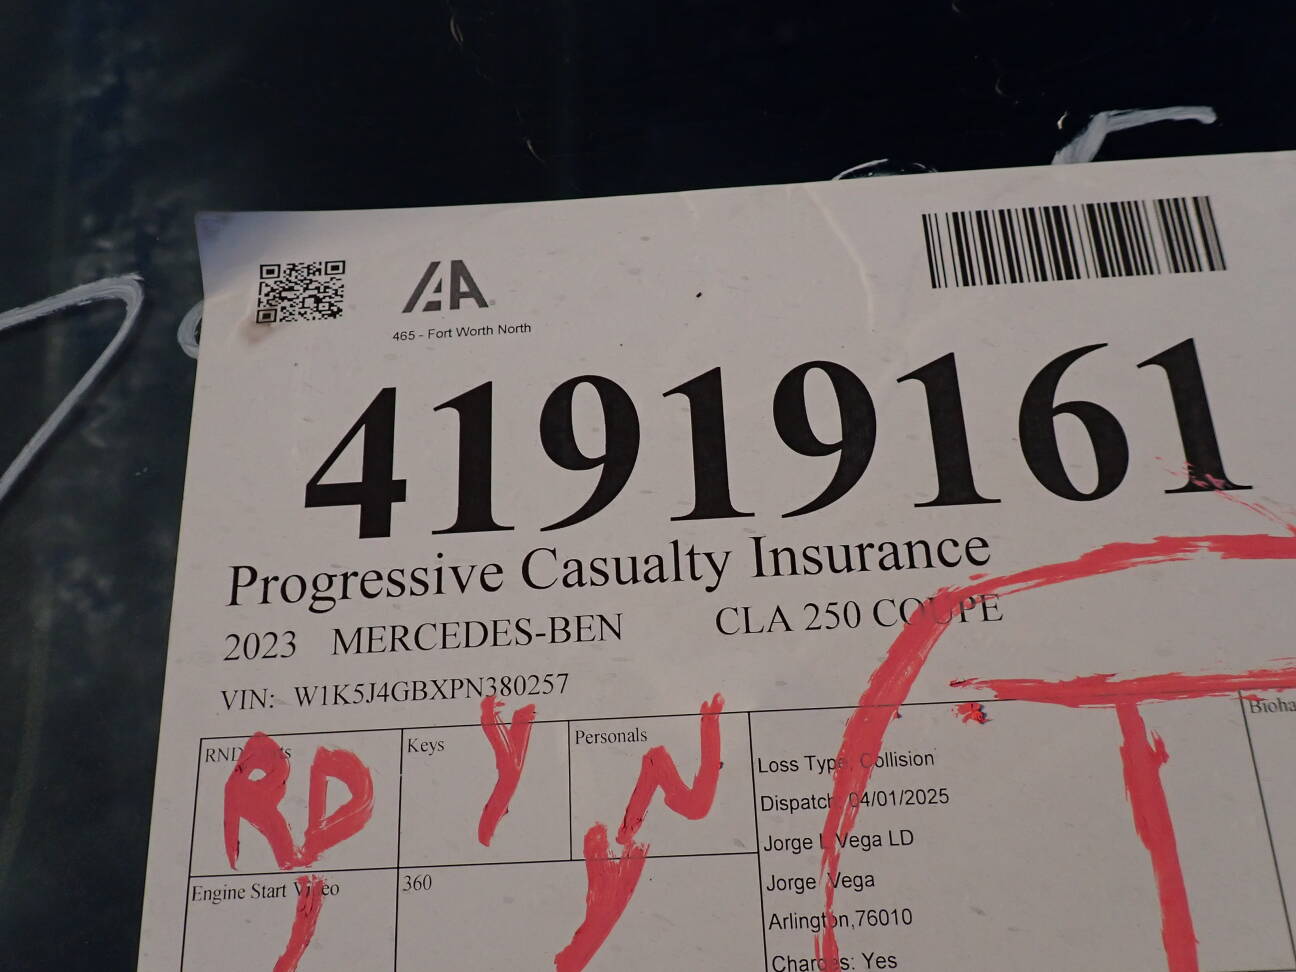 IAA
465 - Fort Worth North
41919161
Progressive Casualty Insurance
2023 MERCEDES-BEN CLA 250 COUPE
VIN: W1K5J4GBXPN380257
Keys
Personals
RD
Y
N
Loss Type: Collision
Dispatch: 04/01/2025
Jorge L Vega LD
Jorge Vega
Arlington,76010
Engine Start Video
360
Y
Charges: Yes